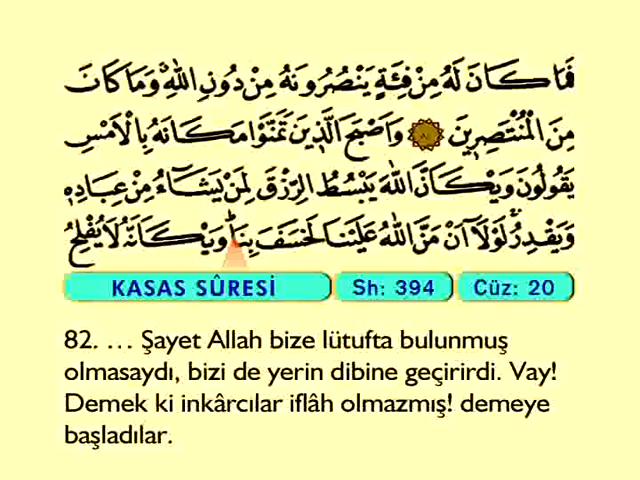 فَمَا كَانَ لَهُ مِنْ فِئَةٍ يَنْصُرُونَهُ مِنْ دُونِ اللّٰهِ وَمَا كَانَ
مِنَ الْمُنْتَصِرِينَ ﴿٨١﴾ وَاَصْبَحَ الَّذِينَ تَمَنَّوْا مَكَانَهُ بِالْاَمْسِ
يَقُولُونَ وَيْكَاَنَّ اللّٰهَ يَبْسُطُ الرِّزْقَ لِمَنْ يَشَاءُ مِنْ عِبَادِهِ
وَيَقْدِرُ لَوْلَا اَنْ مَنَّ اللّٰهُ عَلَيْنَا لَخَسَفَ بِنَا وَيْكَاَنَّهُ لَا يُفْلِحُ
KASAS SÛRESİ Sh: 394 Cüz: 20
82. ... Şayet Allah bize lütufta bulunmuş
olmasaydı, bizi de yerin dibine geçirirdi. Vay!
Demek ki inkârcılar iflâh olmazmış! demeye
başladılar.